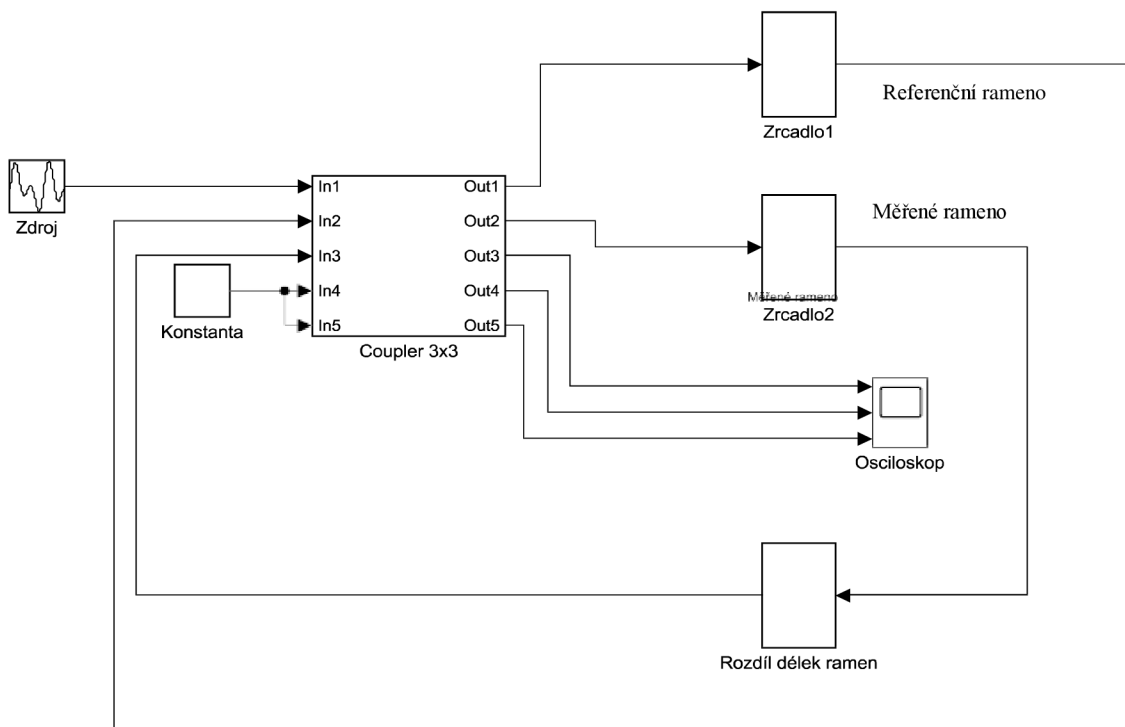 Referenční rameno
Zrcadlo1
Zdroj
In1
In2
In3
In4
In5
Out1
Out2
Out3
Out4
Out5
Coupler 3x3
Konstanta
Měřené rameno
Měřené rameno
Zrcadlo2
Osciloskop
Rozdíl délek ramen